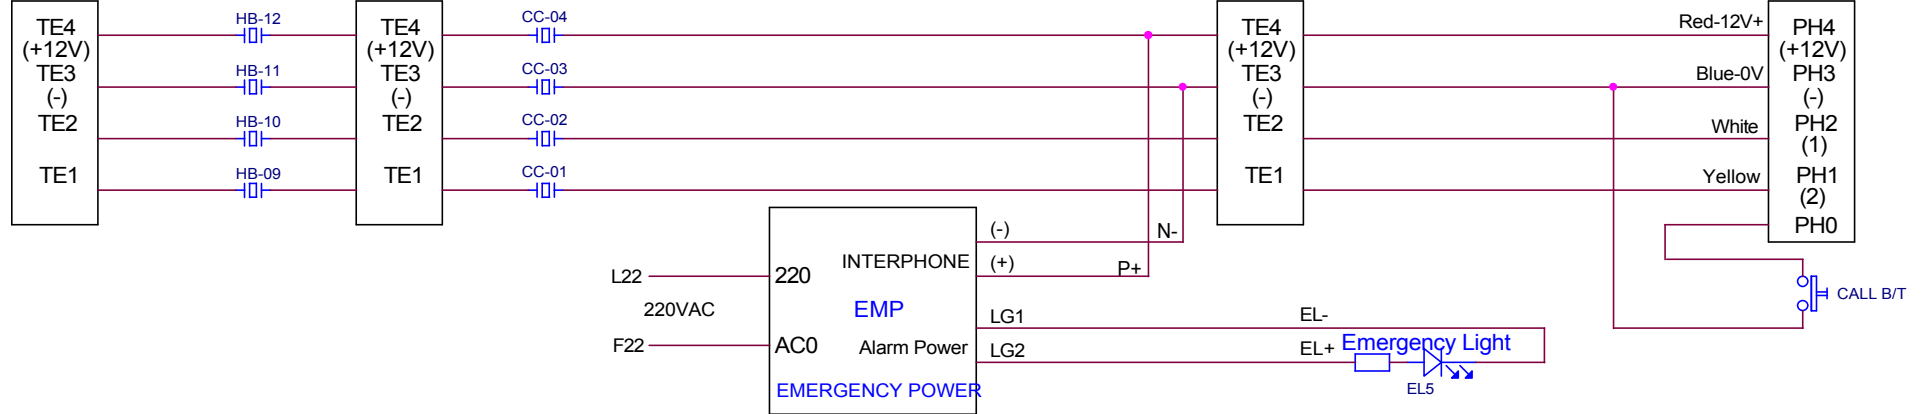 TE4
(+12V)
TE3
(-)
TE2
TE1
HB-12
HB-11
HB-10
HB-09
TE4
(+12V)
TE3
(-)
TE2
TE1
CC-04
CC-03
CC-02
CC-01
TE4
(+12V)
TE3
(-)
TE2
TE1
Red-12V+
Blue-0V
White
Yellow
PH4
(+12V)
PH3
(-)
PH2
(1)
PH1
(2)
PH0
CALL B/T
L22
220VAC
F22
220
AC0
INTERPHONE
EMP
Alarm Power
EMERGENCY POWER
(-)
N-
(+)
P+
LG1
EL-
LG2
EL+
Emergency Light
EL5